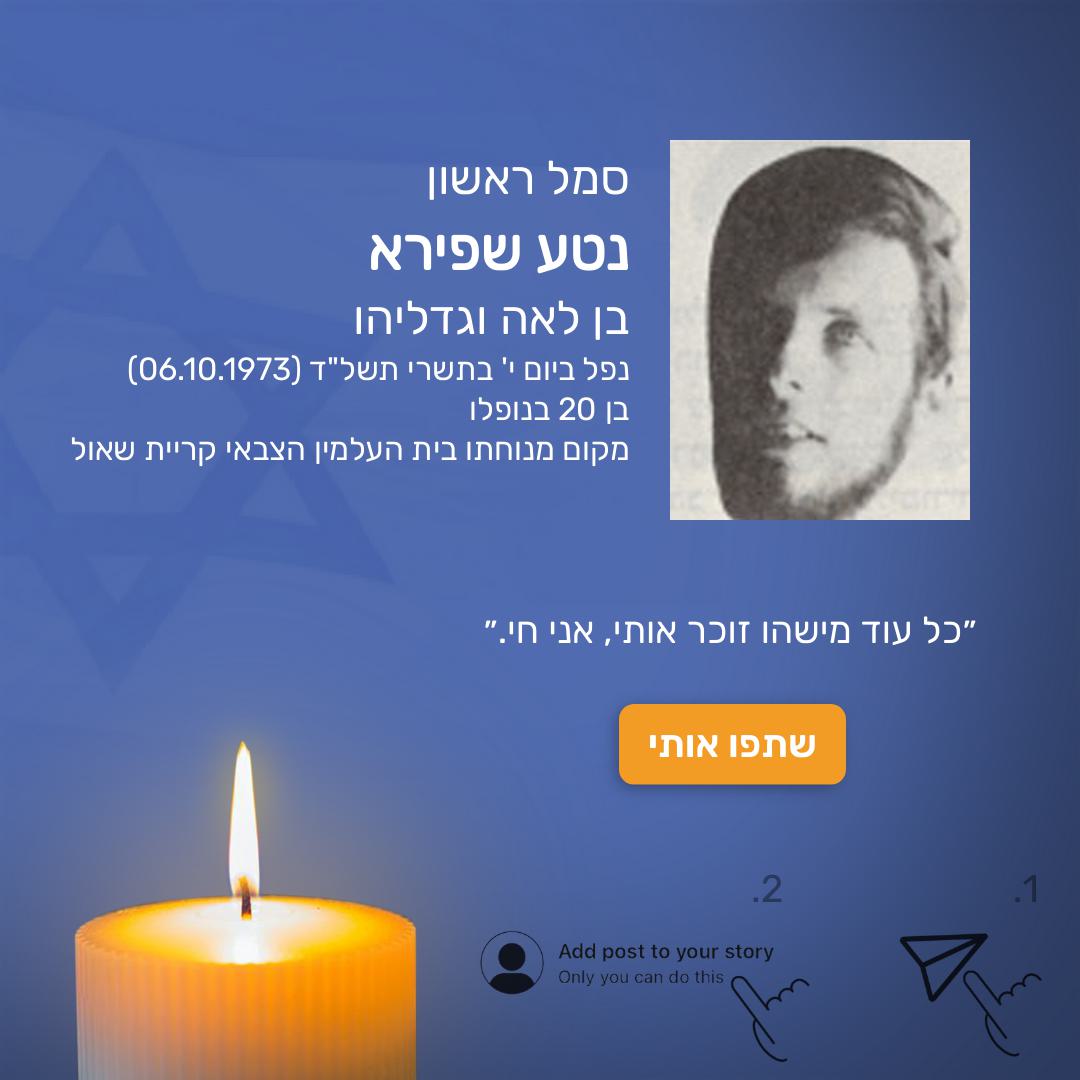 סמל ראשון
נטע שפירא
בן לאה וגדליהו
נפל ביום י' בתשרי תשל"ד (06.10.1973)
בן 20 בנופלו
מקום מנוחתו בית העלמין הצבאי קריית שאול
״כל עוד מישהו זוכר אותי, אני חי.״
שתפו אותי
.1
.2
Add post to your story
Only you can do this